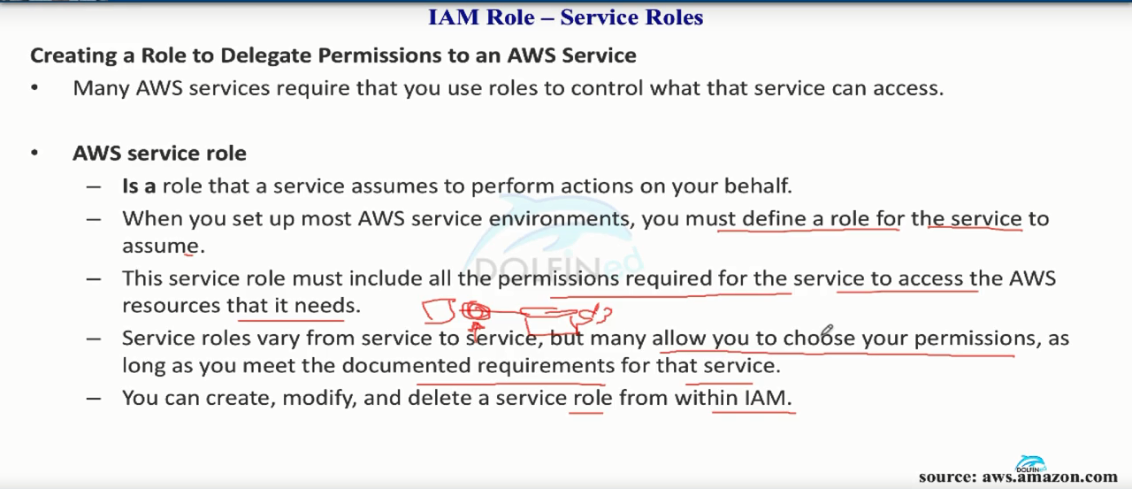 IAM Role – Service Roles
Creating a Role to Delegate Permissions to an AWS Service
• Many AWS services require that you use roles to control what that service can access.
• AWS service role
– Is a role that a service assumes to perform actions on your behalf.
– When you set up most AWS service environments, you must define a role for the service to
assume.
– This service role must include all the permissions required for the service to access the AWS
resources that it needs.
– Service roles vary from service to service, but many allow you to choose your permissions, as
long as you meet the documented requirements for that service.
– You can create, modify, and delete a service role from within IAM.
DOLFINed
DOLFINed
source: aws.amazon.com